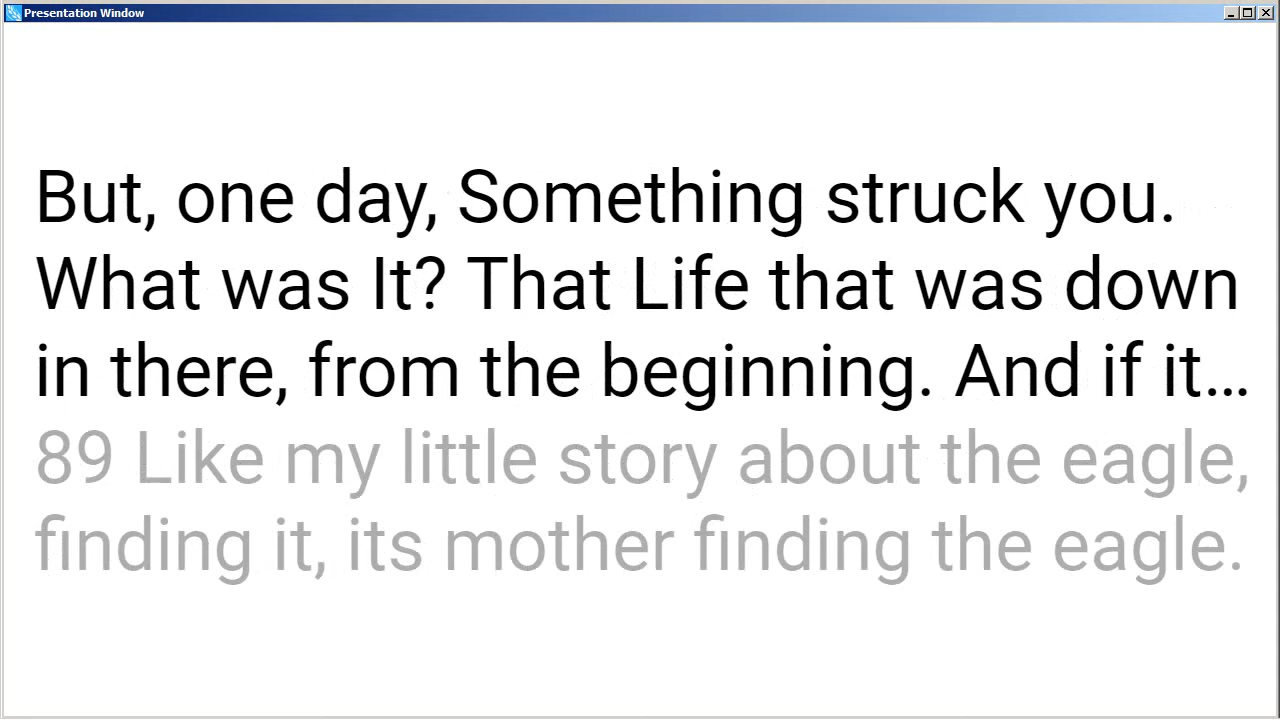 Presentation Window
But, one day, Something struck you.
What was It? That Life that was down
in there, from the beginning. And if it...
89 Like my little story about the eagle,
finding it, its mother finding the eagle.